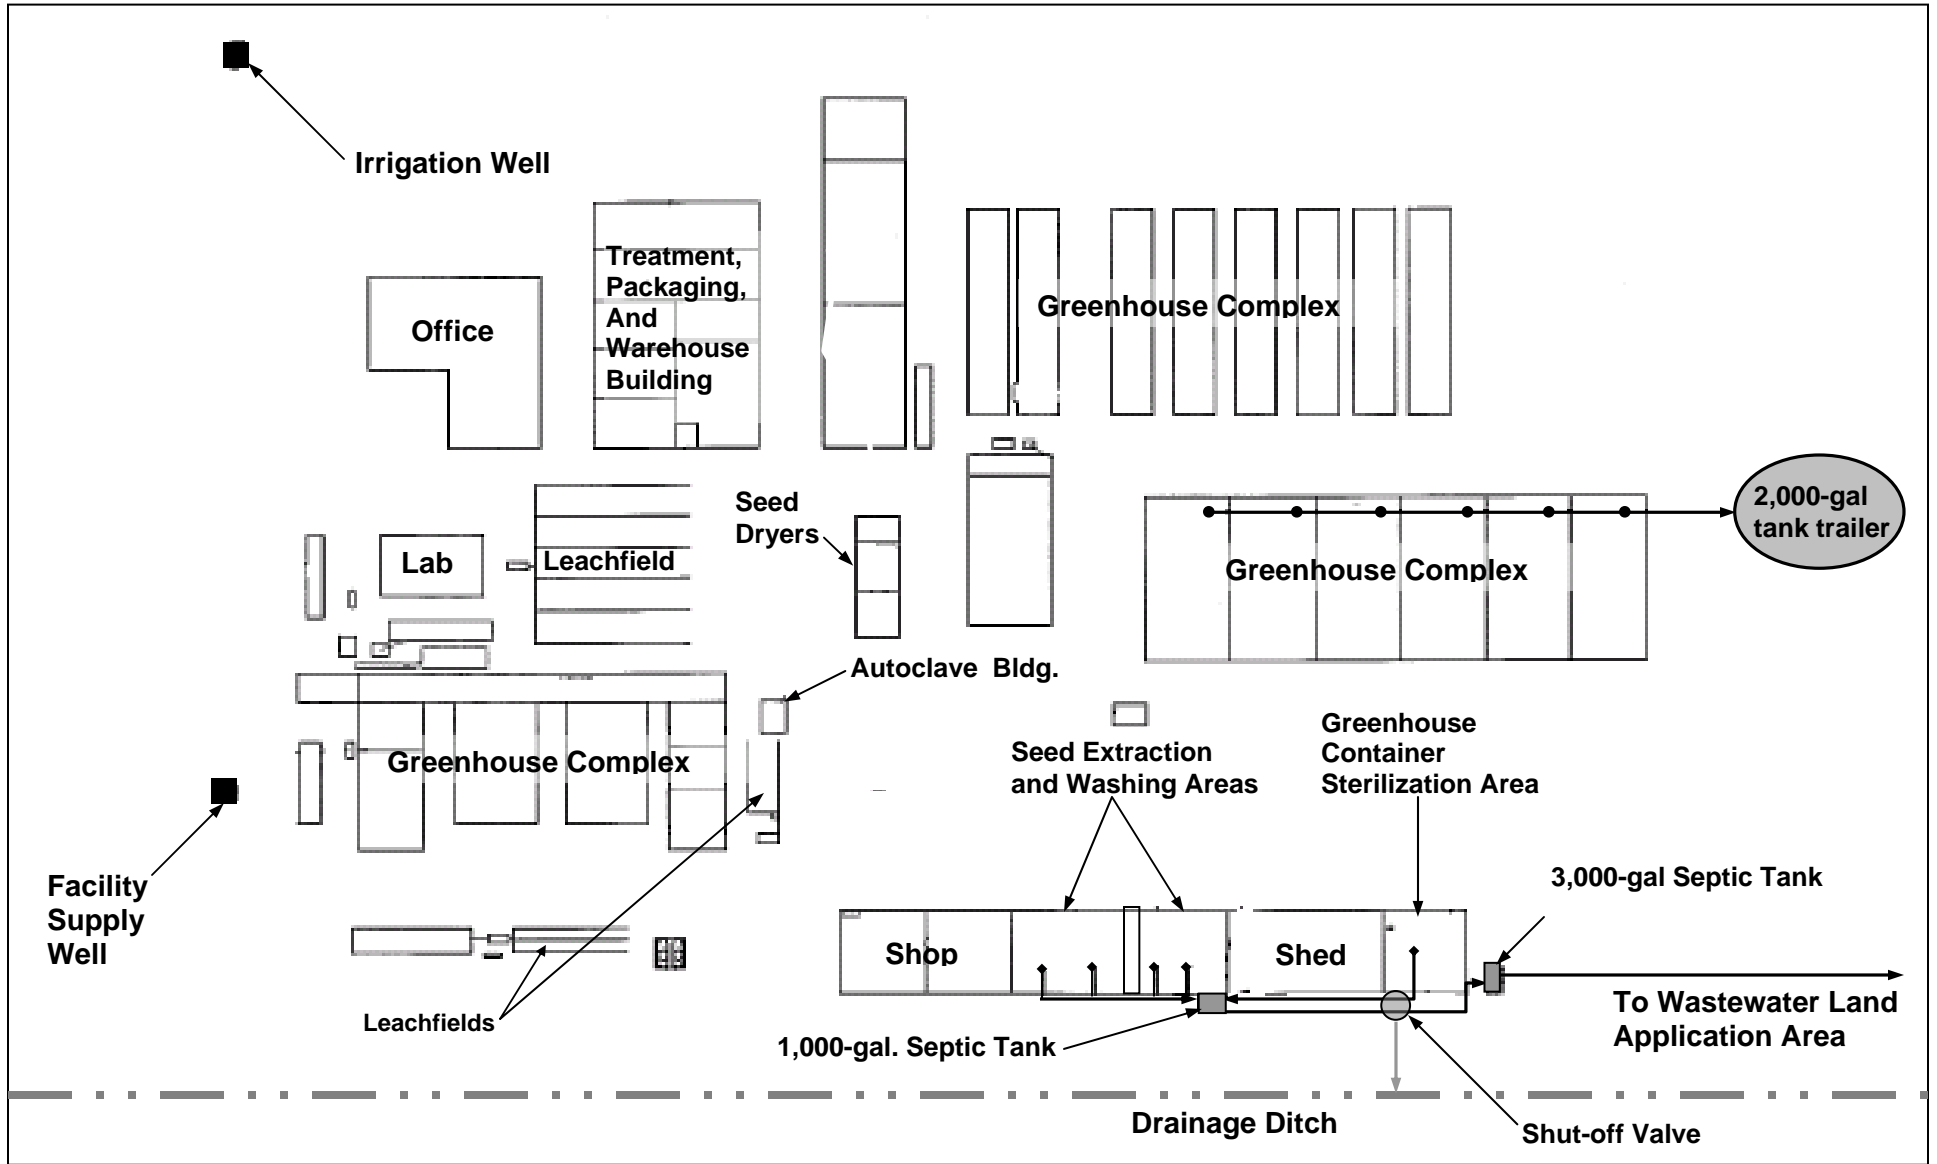 Irrigation Well
Treatment,
Packaging,
And
Warehouse
Building
Office
Greenhouse Complex
2,000-gal
tank trailer
Seed
Dryers
Lab
Leachfield
Greenhouse Complex
Autoclave Bldg.
Greenhouse Complex
Seed Extraction
and Washing Areas
Greenhouse
Container
Sterilization Area
Facility
Supply
Well
3,000-gal Septic Tank
Shop
Shed
Leachfields
1,000-gal. Septic Tank
To Wastewater Land
Application Area
Drainage Ditch
Shut-off Valve